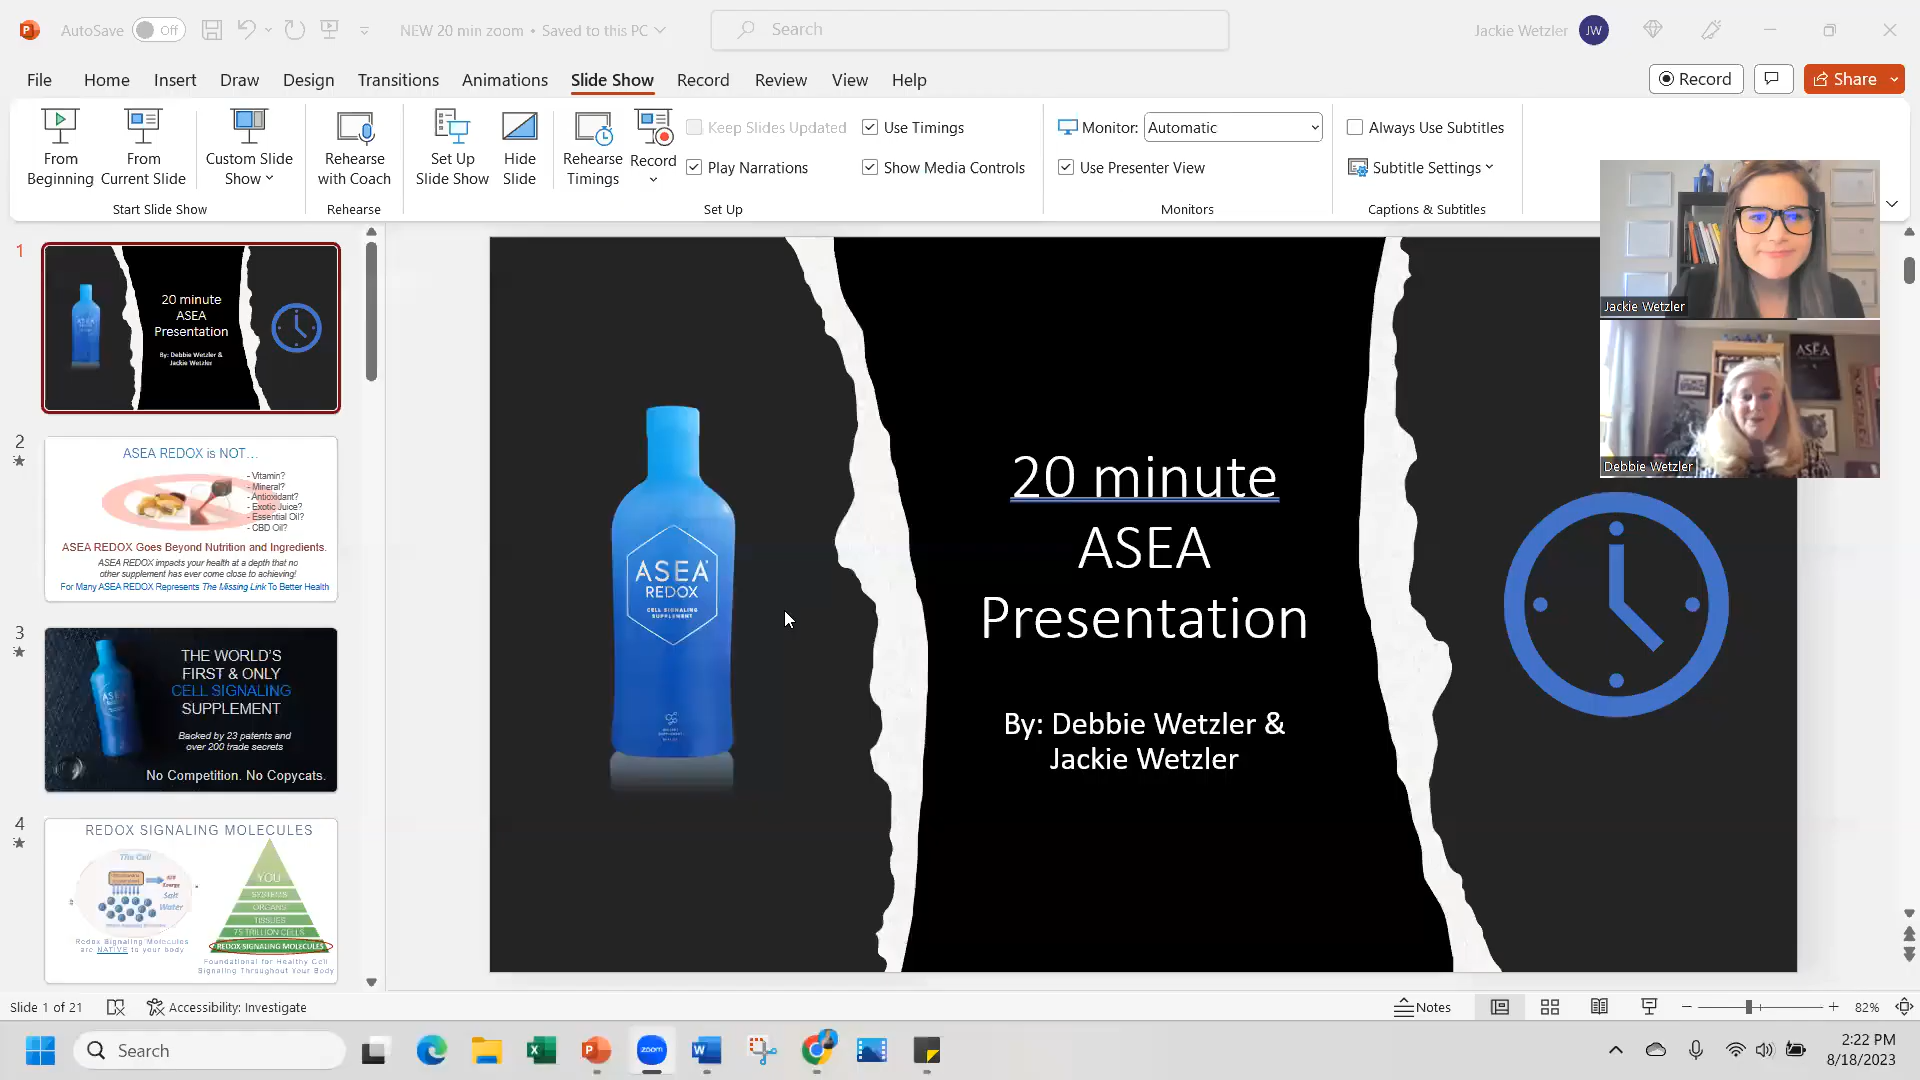 AutoSave Off
NEW 20 min zoom • Saved to this PC
Search
Jackie Wetzler JW
File Home Insert Draw Design Transitions Animations Slide Show Record Review View Help
Record
Share
From Beginning
From Current Slide
Custom Slide Show
Start Slide Show
Rehearse with Coach
Rehearse
Set Up Slide Show
Hide Slide
Rehearse Timings
Record
Keep Slides Updated
Use Timings
Play Narrations
Show Media Controls
Set Up
Monitor: Automatic
Use Presenter View
Monitors
Always Use Subtitles
Subtitle Settings
Captions & Subtitles
Jackie Wetzler
ASEA
Debbie Wetzler
1
20 minute
ASEA
Presentation
By: Debbie Wetzler &
Jackie Wetzler
2
ASEA REDOX is NOT...
- Vitamin?
- Mineral?
- Antioxidant?
- Exotic Juice?
- Essential Oil?
- CBD Oil?
ASEA REDOX Goes Beyond Nutrition and Ingredients.
ASEA REDOX impacts your health at a depth that no
other supplement has ever come close to achieving!
For Many ASEA REDOX Represents The Missing Link To Better Health
3
THE WORLD'S
FIRST & ONLY
CELL SIGNALING
SUPPLEMENT
Backed by 23 patents and
over 200 trade secrets
No Competition. No Copycats.
4
REDOX SIGNALING MOLECULES
The Cell
Energy
Salt
Water
Redox Signaling Molecules
are NATIVE to your body
YOU
SYSTEMS
ORGANS
TISSUES
75 TRILLION CELLS
REDOX SIGNALING MOLECULES
Foundational for Healthy Cell
Signaling Throughout Your Body
ASEA
REDOX
CELL SIGNALING
SUPPLEMENT
20 minute
ASEA
Presentation
By: Debbie Wetzler &
Jackie Wetzler
Slide 1 of 21
Accessibility: Investigate
Notes
82%
Search
zoom
2:22 PM
8/18/2023